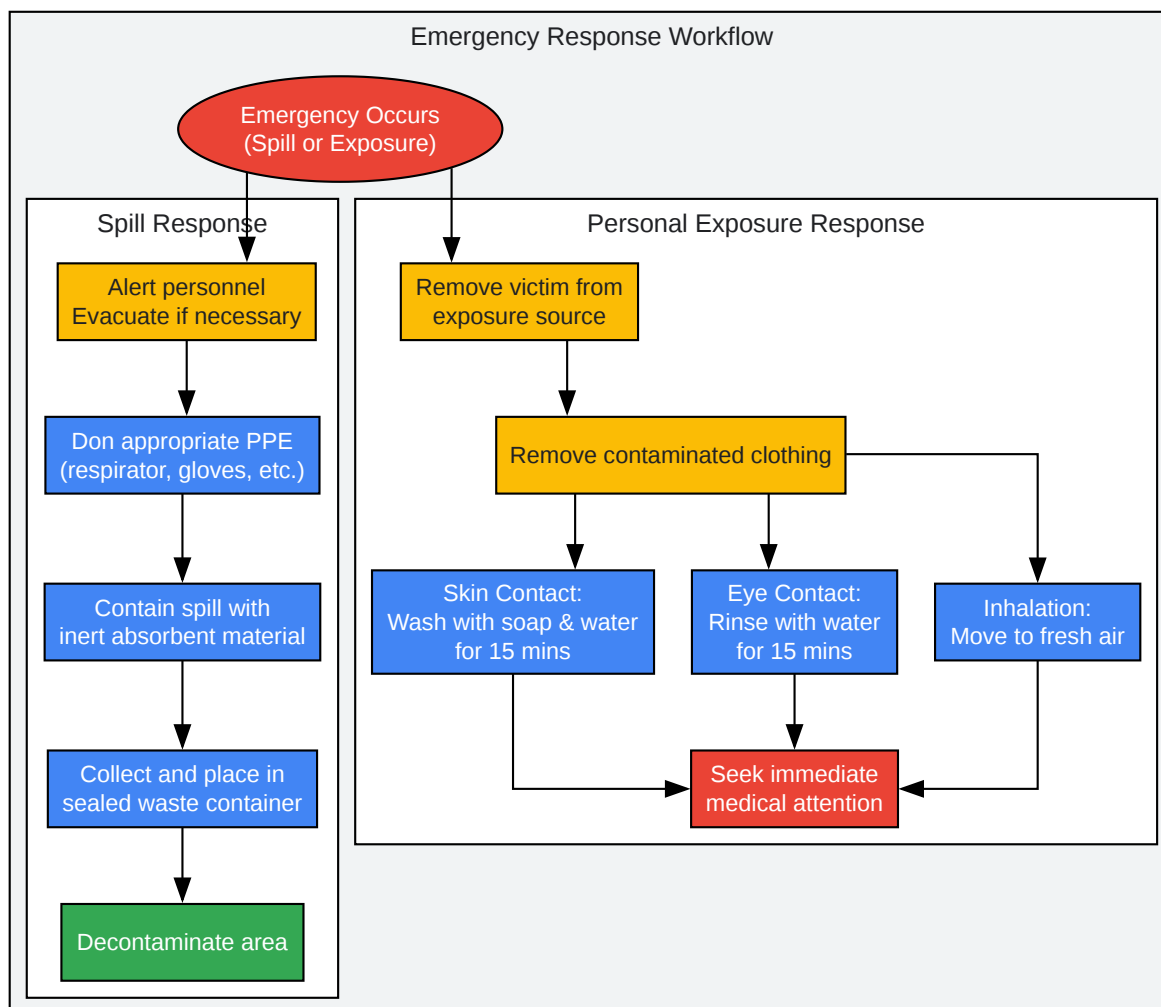 Emergency Response Workflow
Emergency Occurs
(Spill or Exposure)
Spill Response
Alert personnel
Evacuate if necessary
Don appropriate PPE
(respirator, gloves, etc.)
Contain spill with
inert absorbent material
Collect and place in
sealed waste container
Decontaminate area
Personal Exposure Response
Remove victim from
exposure source
Remove contaminated clothing
Skin Contact:
Wash with soap & water
for 15 mins
Eye Contact:
Rinse with water
for 15 mins
Inhalation:
Move to fresh air
Seek immediate
medical attention